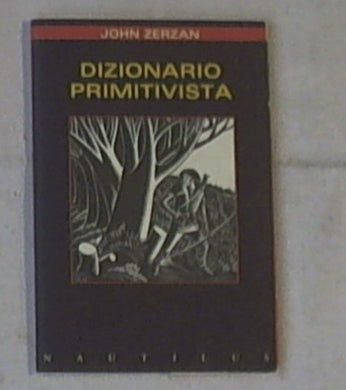 JOHN ZERZAN
DIZIONARIO
PRIMITIVISTA
NAUTILUS